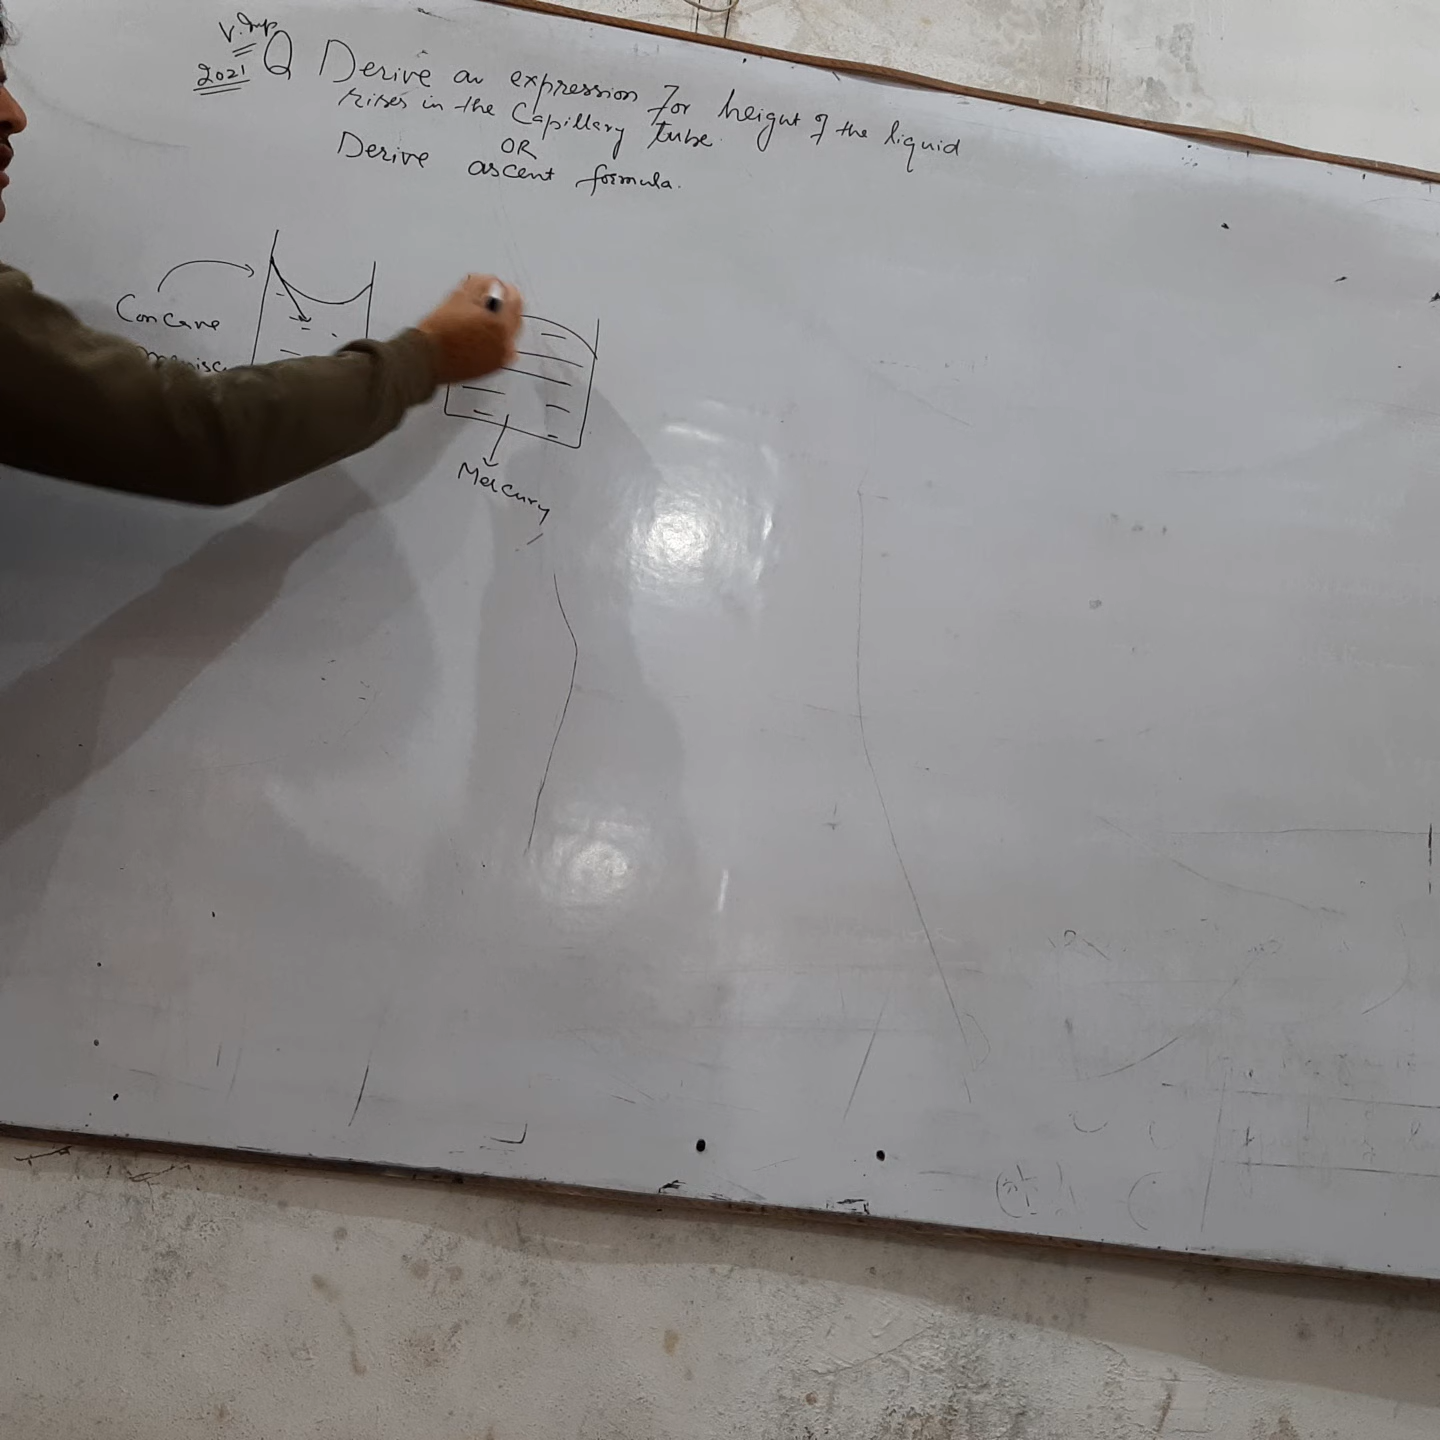 V. Imp
2021
Q Derive an expression for height of the liquid
rises in the Capillary tube.
OR
Derive ascent formula.
Concave
Mercury